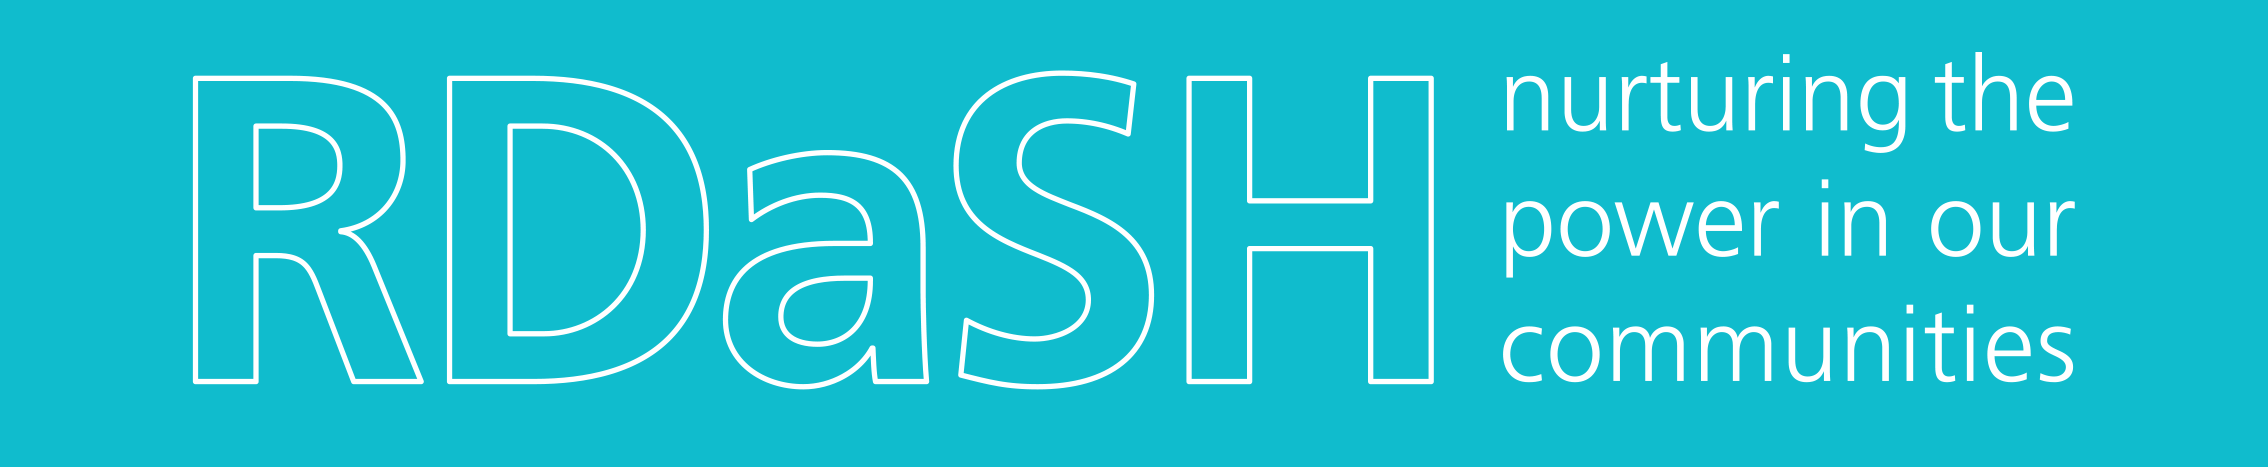 RDaSH
nurturing the
power in our
communities